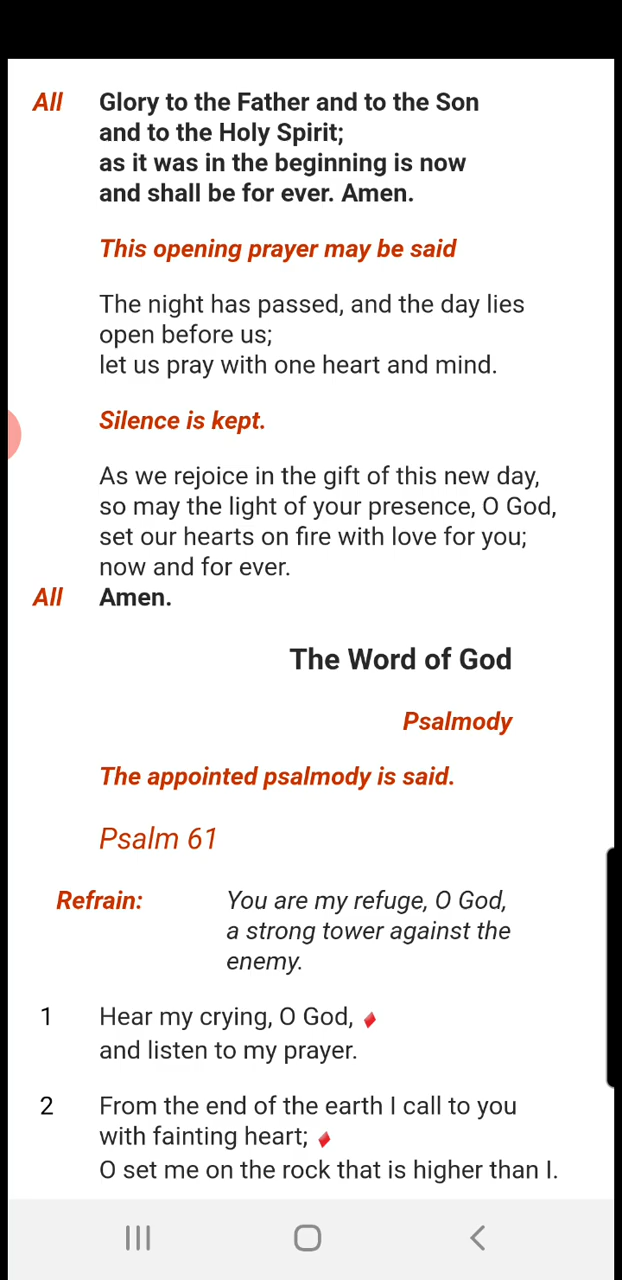 All Glory to the Father and to the Son
and to the Holy Spirit;
as it was in the beginning is now
and shall be for ever. Amen.
This opening prayer may be said
The night has passed, and the day lies
open before us;
let us pray with one heart and mind.
Silence is kept.
As we rejoice in the gift of this new day,
so may the light of your presence, O God,
set our hearts on fire with love for you;
now and for ever.
All Amen.
The Word of God
Psalmody
The appointed psalmody is said.
Psalm 61
Refrain: You are my refuge, O God,
a strong tower against the
enemy.
1 Hear my crying, O God, ♦
and listen to my prayer.
2 From the end of the earth I call to you
with fainting heart; ♦
O set me on the rock that is higher than I.